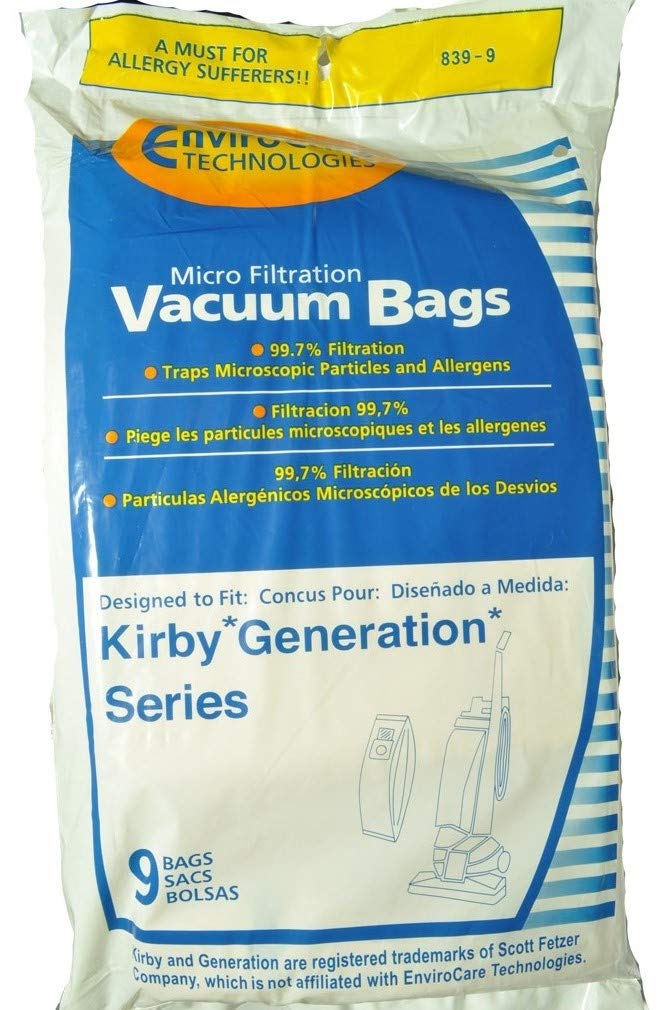 A MUST FOR
ALLERGY SUFFERERS!!
839-9
TECHNOLOGIES
Micro Filtration
Vacuum Bags
99.7% Filtration
Traps Microscopic Particles and Allergens
Filtracion 99,7%
Piege les particules microscopiques et les allergenes
99,7% Filtración
Particulas Alergénicos Microscópicos de los Desvios
Designed to Fit: Concus Pour: Diseñado a Medida:
Kirby* Generation*
Series
9 BAGS
SACS
BOLSAS
Kirby and Generation are registered trademarks of Scott Fetzer
Company, which is not affiliated with EnviroCare Technologies.